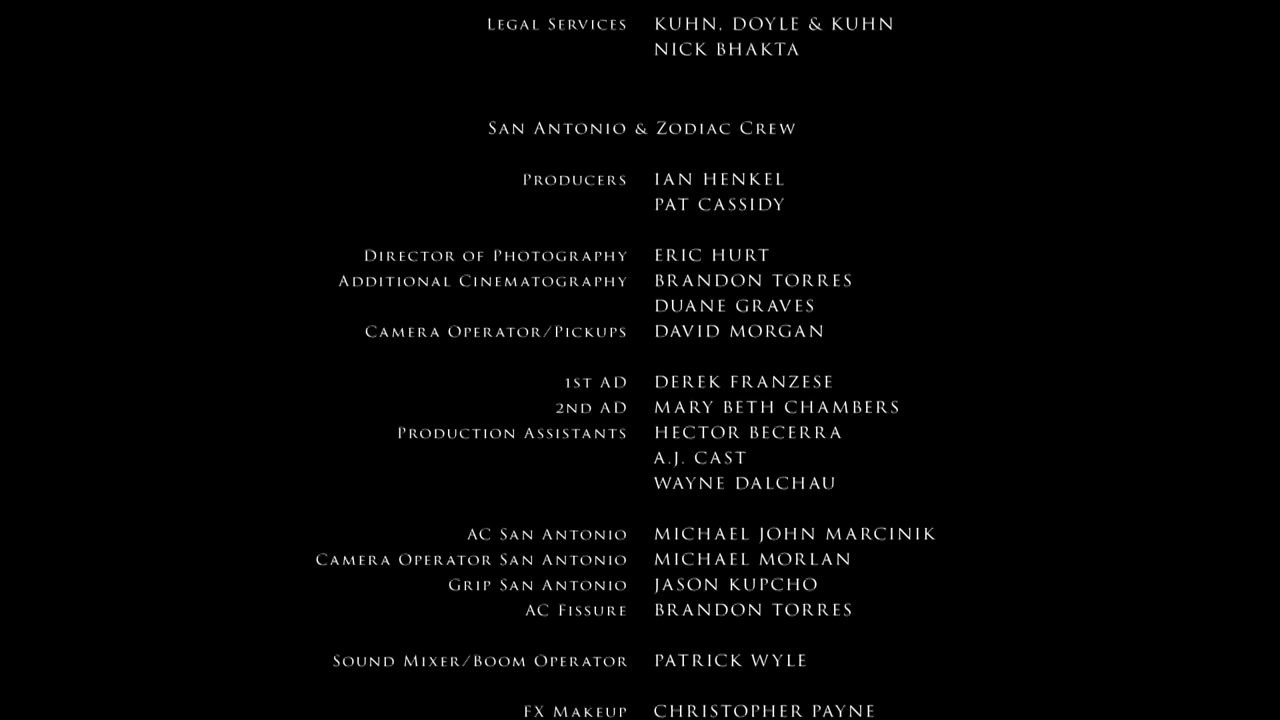 Legal Services KUHN, DOYLE & KUHN
NICK BHAKTA
San Antonio & Zodiac Crew
Producers IAN HENKEL
PAT CASSIDY
Director of Photography ERIC HURT
Additional Cinematography BRANDON TORRES
DUANE GRAVES
Camera Operator/Pickups DAVID MORGAN
1st AD DEREK FRANZESE
2nd AD MARY BETH CHAMBERS
Production Assistants HECTOR BECERRA
A.J. CAST
WAYNE DALCHAU
AC San Antonio MICHAEL JOHN MARCINIK
Camera Operator San Antonio MICHAEL MORLAN
Grip San Antonio JASON KUPCHO
AC Fissure BRANDON TORRES
Sound Mixer/Boom Operator PATRICK WYLE
FX Makeup CHRISTOPHER PAYNE